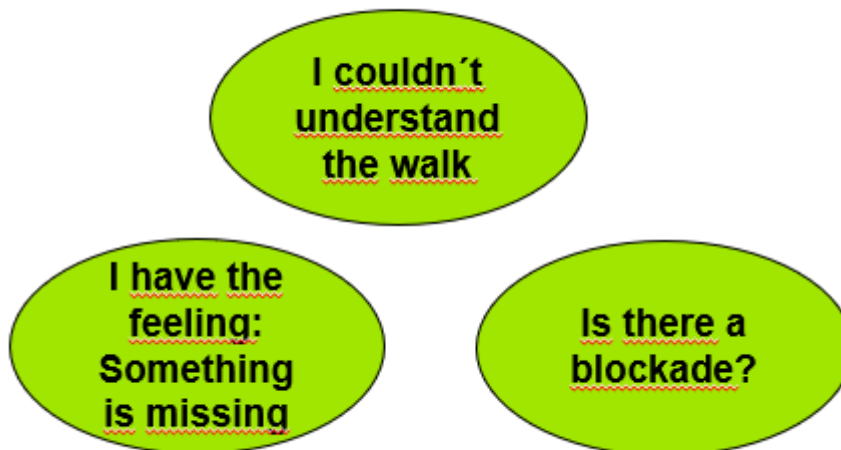 I couldn´t
understand
the walk
I have the
feeling:
Something
is missing
Is there a
blockade?